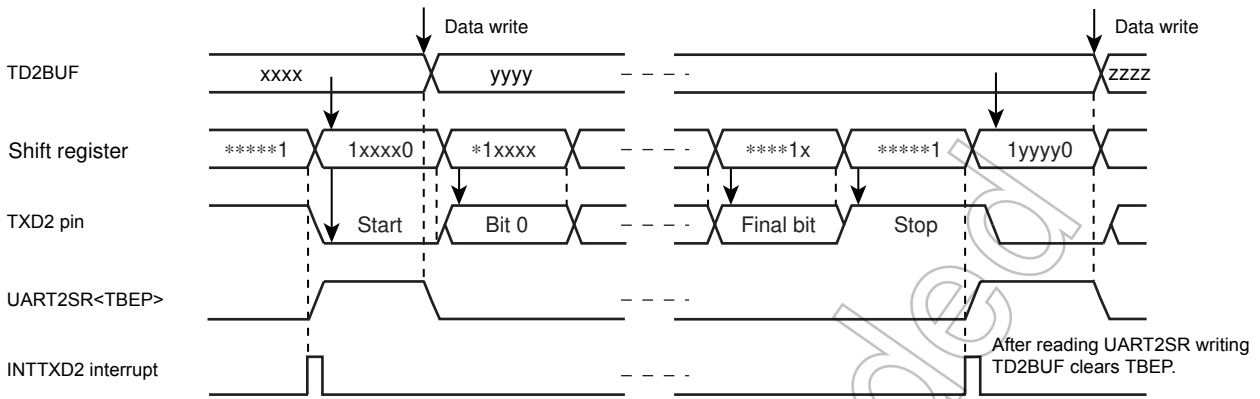 Data write Data write
TD2BUF xxxx yyyy zzzz
Shift register *****1 1xxxx0 *1xxxx ****1x *****1 1yyyy0
TXD2 pin Start Bit 0 Final bit Stop
UART2SR<TBEP>
After reading UART2SR writing
INTTXD2 interrupt TD2BUF clears TBEP.
ded